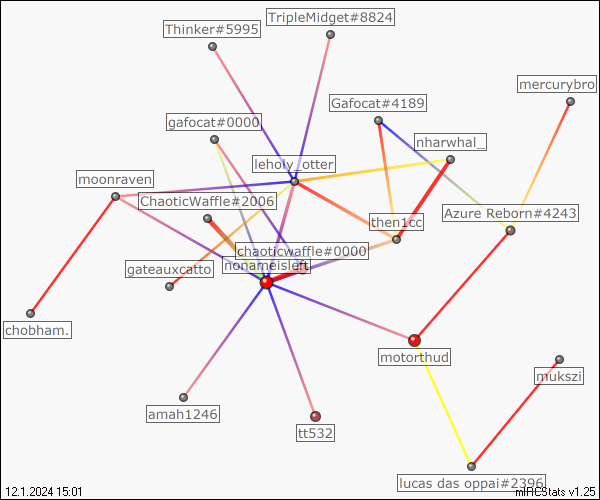 TripleMidget#8824
Thinker#5995
mercurybro
Gafocat#4189
gafocat#0000
nharwhal_
leholy_otter
moonraven
ChaoticWaffle#2006
Azure Reborn#4243
then1cc
chaoticwaffle#0000
nonameisleft
gateauxcatto
chobham.
motorthud
mukszi
amah1246
tt532
lucas das oppai#2396
12.1.2024 15:01
mIRCStats v1.25